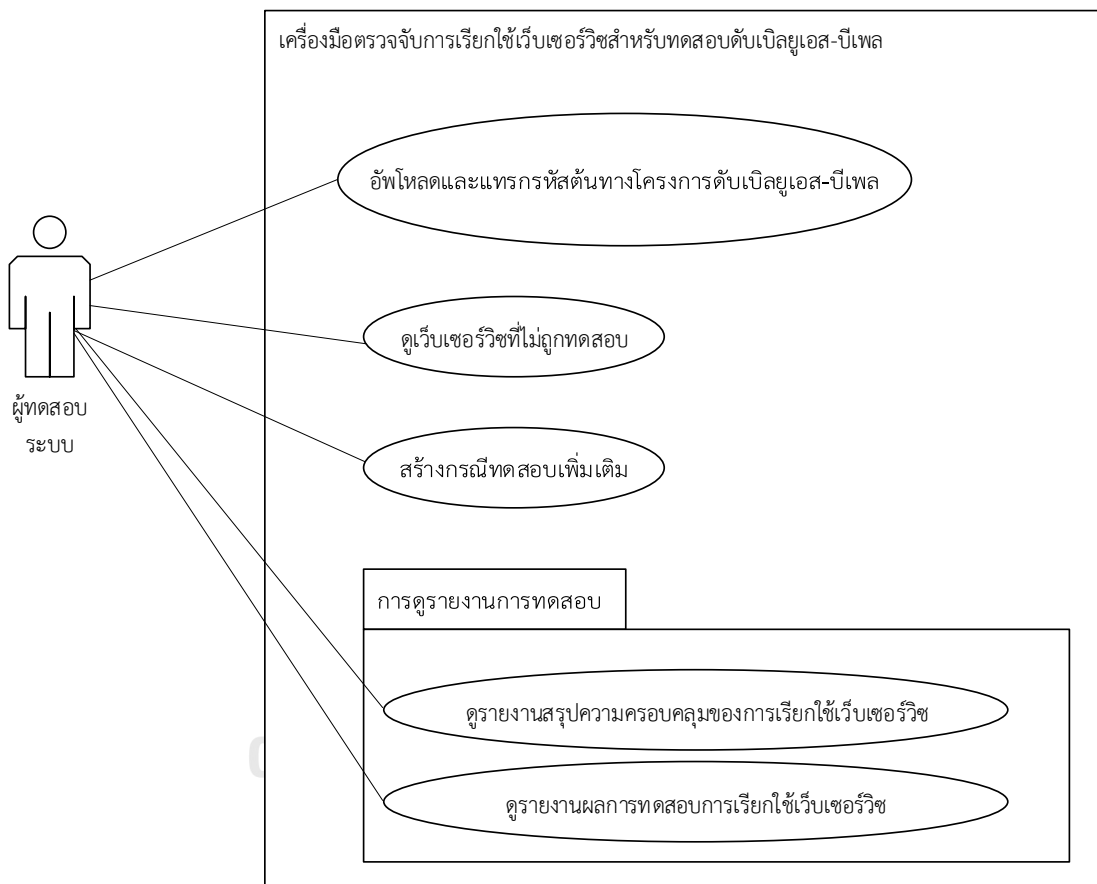 เครื่องมือตรวจจับการเรียกใช้เว็บเซอร์วิซสำหรับทดสอบดับเบิลยูเอส-บีเพล
อัพโหลดและแทรกรหัสต้นทางโครงการดับเบิลยูเอส-บีเพล
ดูเว็บเซอร์วิซที่ไม่ถูกทดสอบ
ผู้ทดสอบ
ระบบ
สร้างกรณีทดสอบเพิ่มเติม
การดูรายงานการทดสอบ
ดูรายงานสรุปความครอบคลุมของการเรียกใช้เว็บเซอร์วิซ
ดูรายงานผลการทดสอบการเรียกใช้เว็บเซอร์วิซ